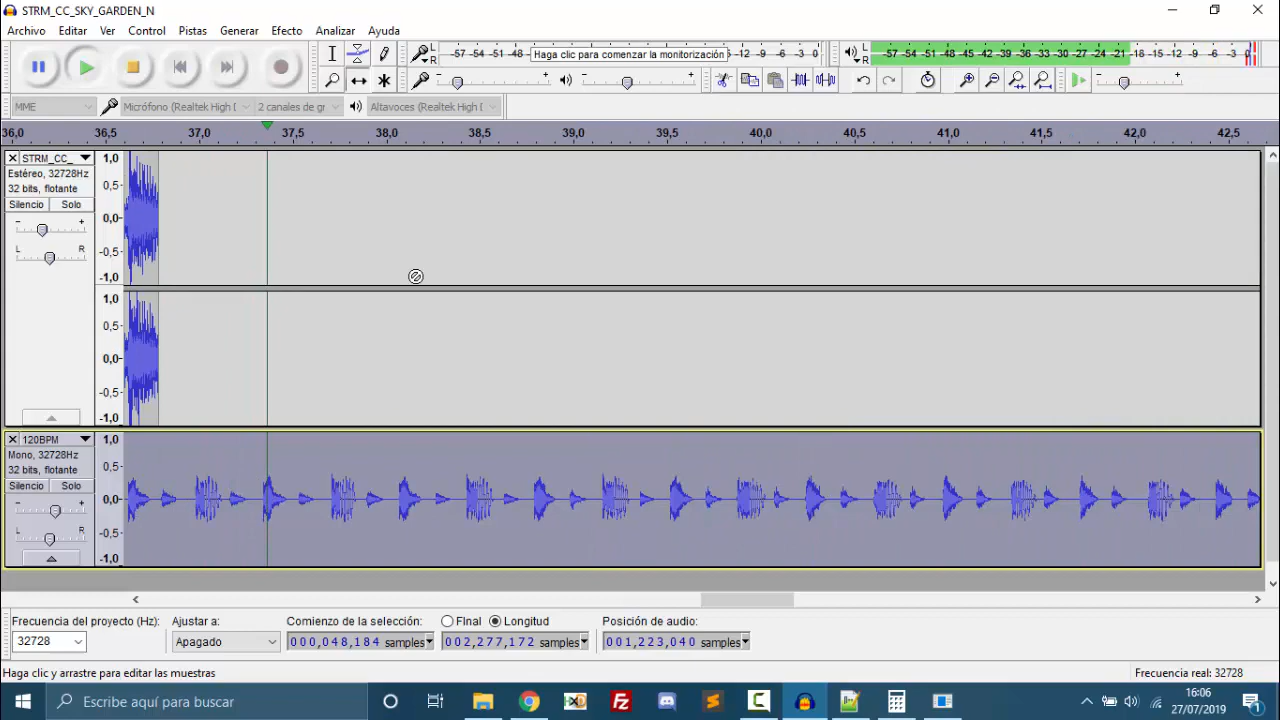 STRM_CC_SKY_GARDEN_N
Archivo Editar Ver Control Pistas Generar Efecto Analizar Ayuda
L R -57 -54 -51 -48 Haga clic para comenzar la monitorización -12 -9 -6 -3 0
L R -57 -54 -51 -48 -45 -42 -39 -36 -33 -30 -27 -24 -21 -18 -15 -12 -9 -6 -3 0
- +
- +
- +
MME Micrófono (Realtek High D 2 canales de gr Altavoces (Realtek High D
36,0 36,5 37,0 37,5 38,0 38,5 39,0 39,5 40,0 40,5 41,0 41,5 42,0 42,5
STRM_CC_
Estéreo, 32728Hz
32 bits, flotante
Silencio Solo
- +
L R
1,0
0,5
0,0
-0,5
-1,0
1,0
0,5
0,0
-0,5
-1,0
120BPM
Mono, 32728Hz
32 bits, flotante
Silencio Solo
- +
L R
1,0
0,5
0,0
-0,5
-1,0
Frecuencia del proyecto (Hz): Ajustar a: Comienzo de la selección: FInal Longitud Posición de audio:
32728 Apagado 000,048,184 samples 002,277,172 samples 001,223,040 samples
Haga clic y arrastre para editar las muestras Frecuencia real: 32728
Escribe aquí para buscar
16:06
27/07/2019
1